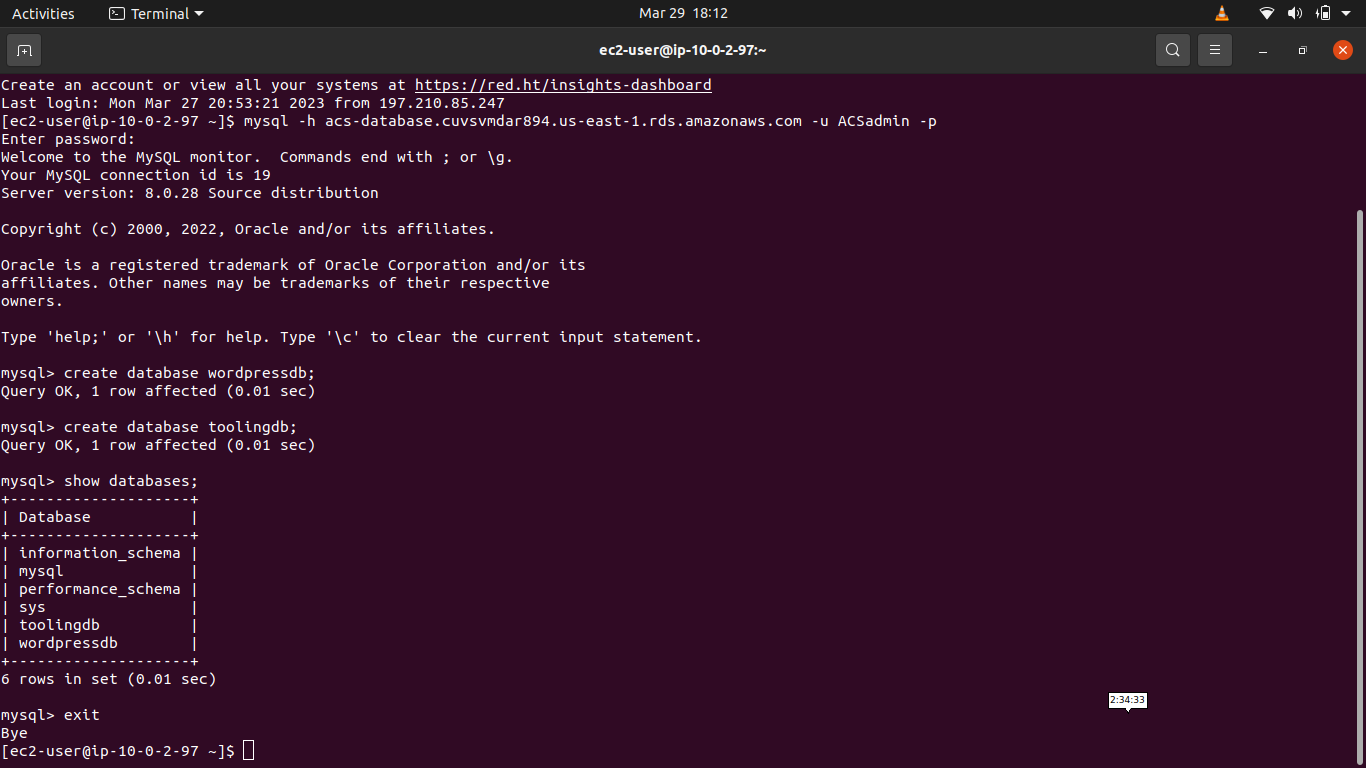 Activities Terminal Mar 29 18:12
ec2-user@ip-10-0-2-97:~
Create an account or view all your systems at https://red.ht/insights-dashboard
Last login: Mon Mar 27 20:53:21 2023 from 197.210.85.247
[ec2-user@ip-10-0-2-97 ~]$ mysql -h acs-database.cuvsvmdar894.us-east-1.rds.amazonaws.com -u ACSadmin -p
Enter password:
Welcome to the MySQL monitor.  Commands end with ; or \g.
Your MySQL connection id is 19
Server version: 8.0.28 Source distribution

Copyright (c) 2000, 2022, Oracle and/or its affiliates.

Oracle is a registered trademark of Oracle Corporation and/or its
affiliates. Other names may be trademarks of their respective
owners.

Type 'help;' or '\h' for help. Type '\c' to clear the current input statement.

mysql> create database wordpressdb;
Query OK, 1 row affected (0.01 sec)

mysql> create database toolingdb;
Query OK, 1 row affected (0.01 sec)

mysql> show databases;
+--------------------+
| Database           |
+--------------------+
| information_schema |
| mysql              |
| performance_schema |
| sys                |
| toolingdb          |
| wordpressdb        |
+--------------------+
6 rows in set (0.01 sec)

2:34:33
mysql> exit
Bye
[ec2-user@ip-10-0-2-97 ~]$